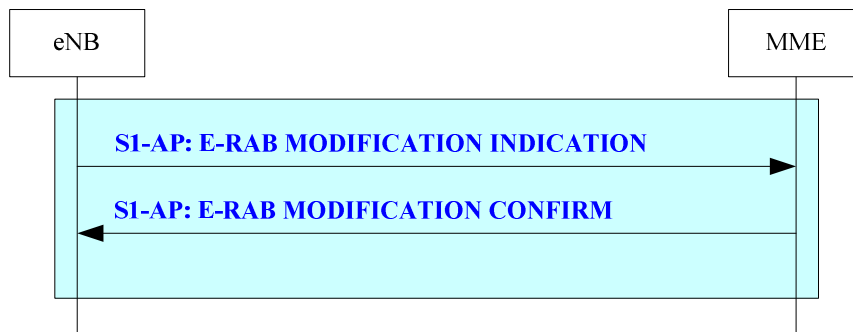 eNB
MME
S1-AP: E-RAB MODIFICATION INDICATION
S1-AP: E-RAB MODIFICATION CONFIRM